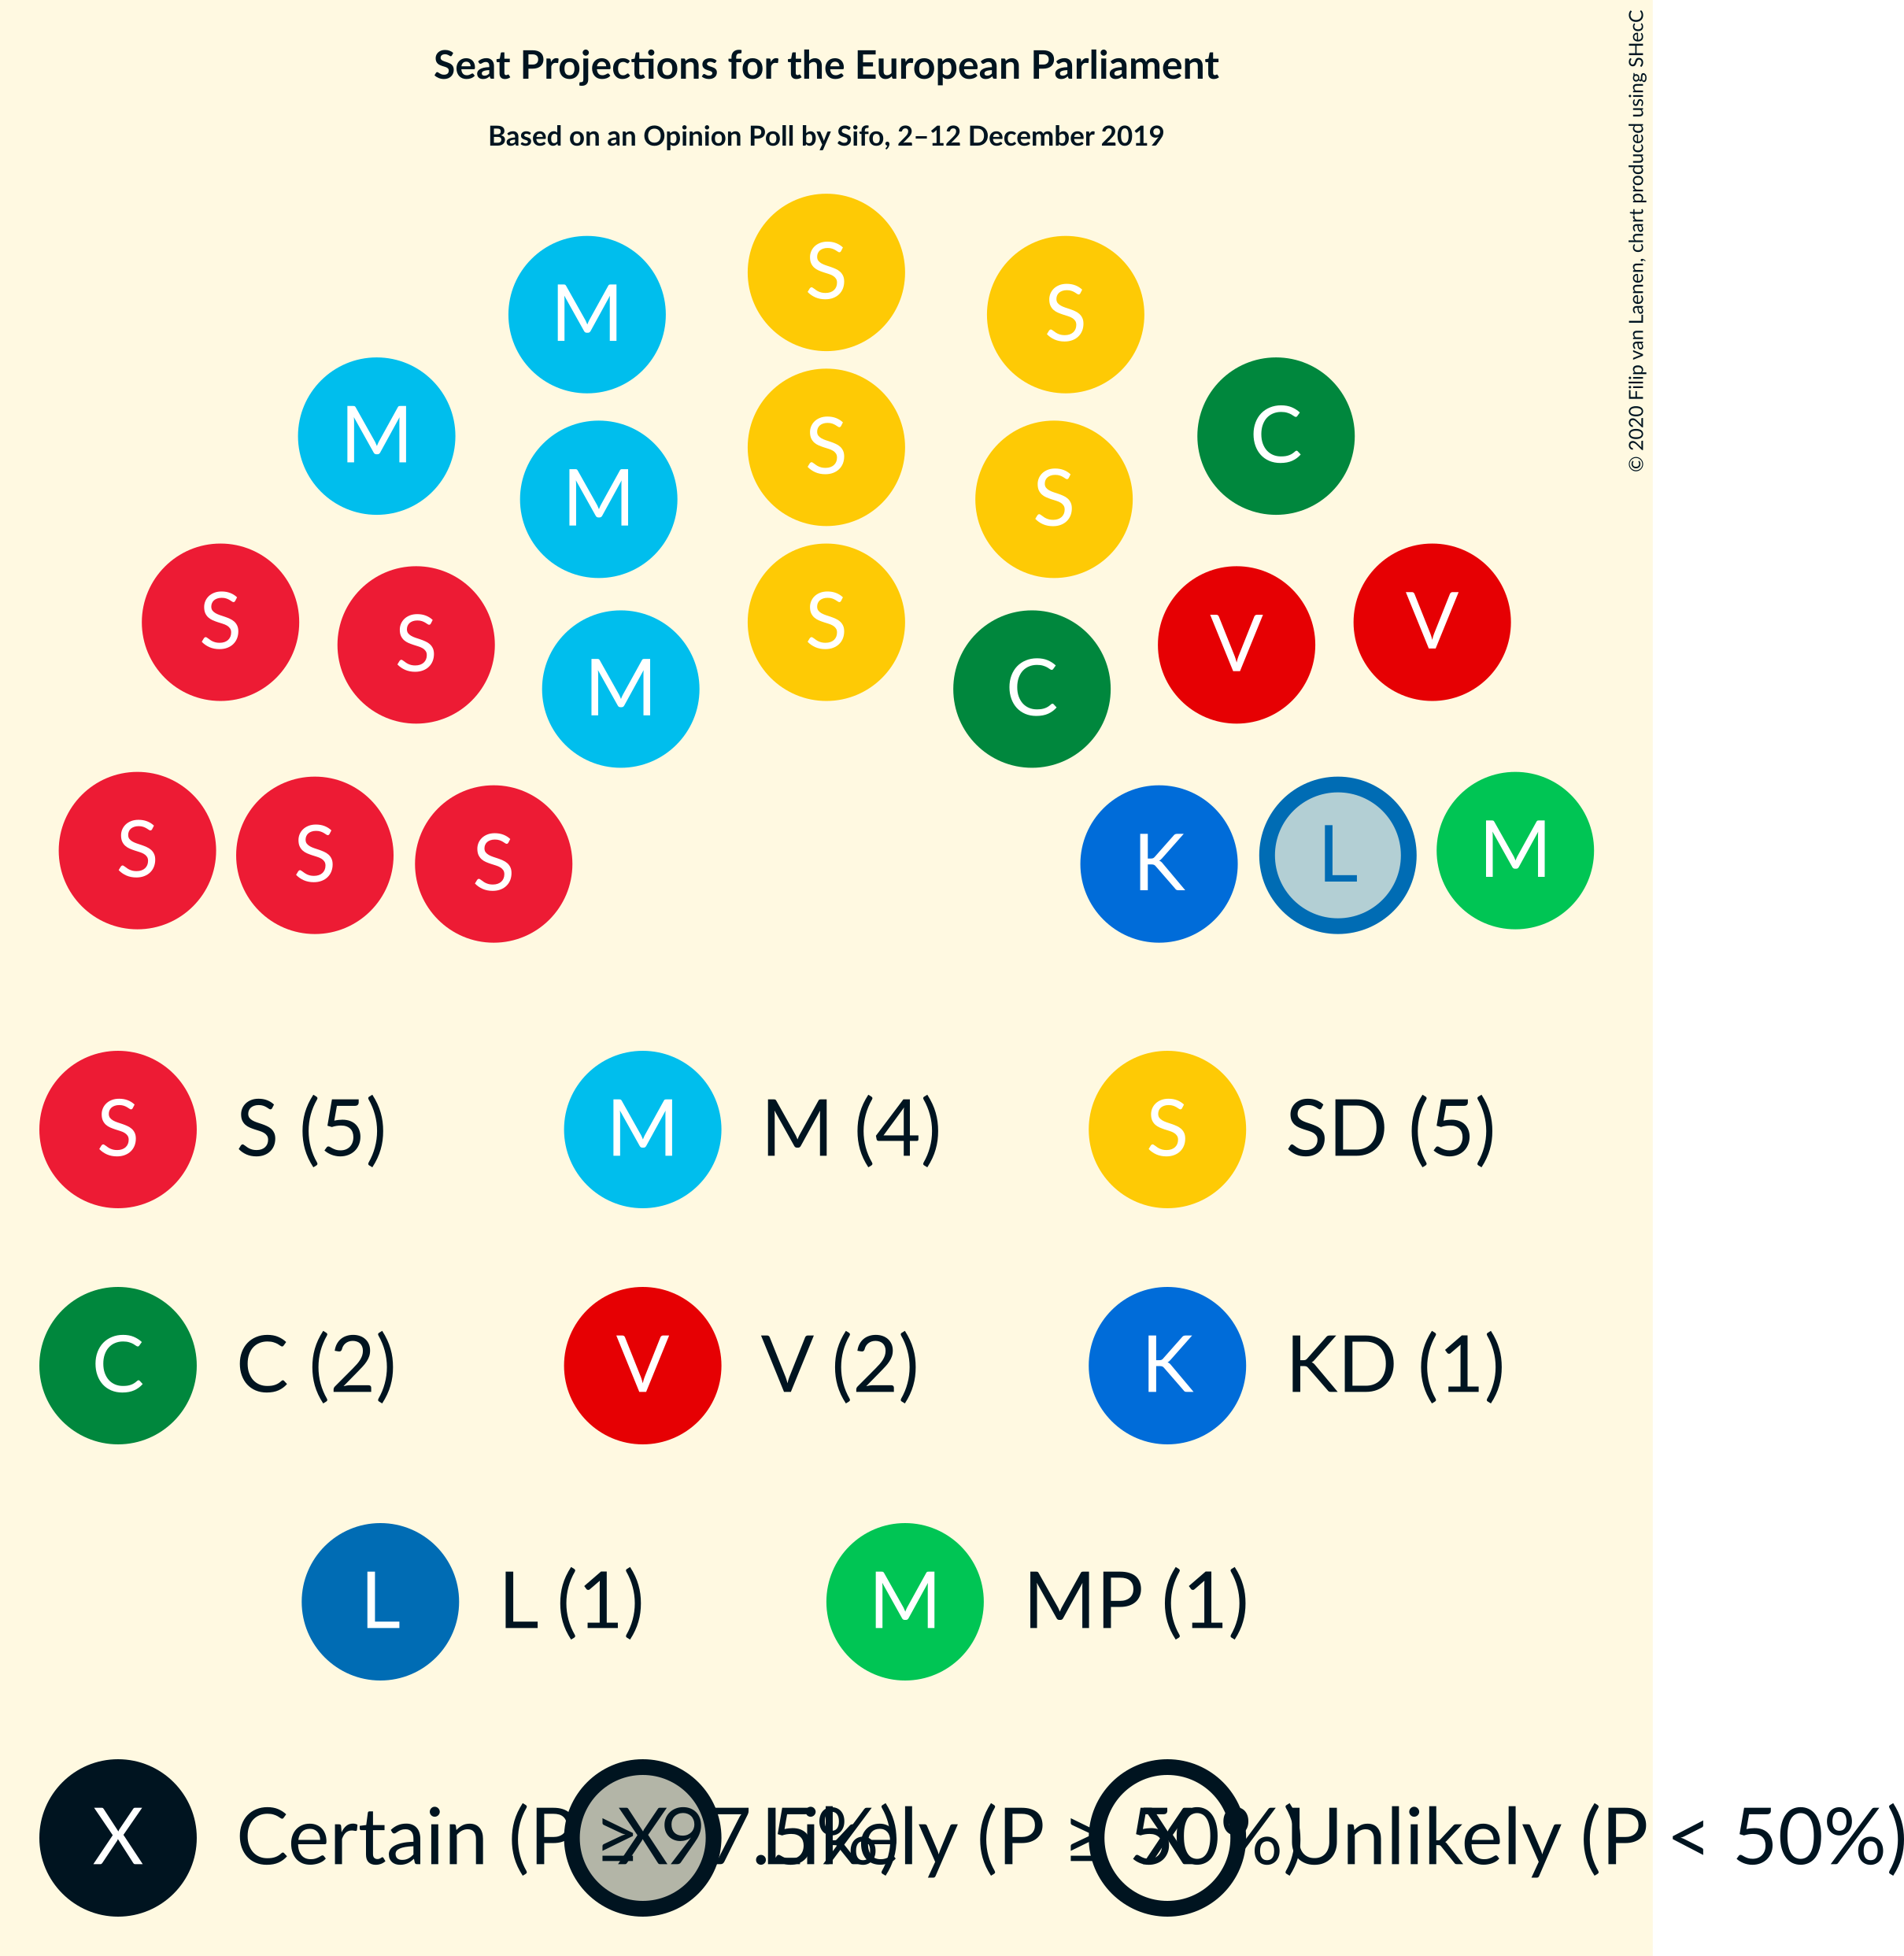 Seat Projections for the European Parliament
Based on an Opinion Poll by Sifo, 2–12 December 2019
© 2020 Filip van Laenen, chart produced using SHecC
S
M S
M C
S
M S
S V
S V
S
M C
S M
S L
S K
S S (5) M M (4) S SD (5)
C C (2) V V (2) K KD (1)
L L (1) M MP (1)
X Certain (P ≥ 97.5%) X Likely (P ≥ 50%) X Unlikely (P < 50%)